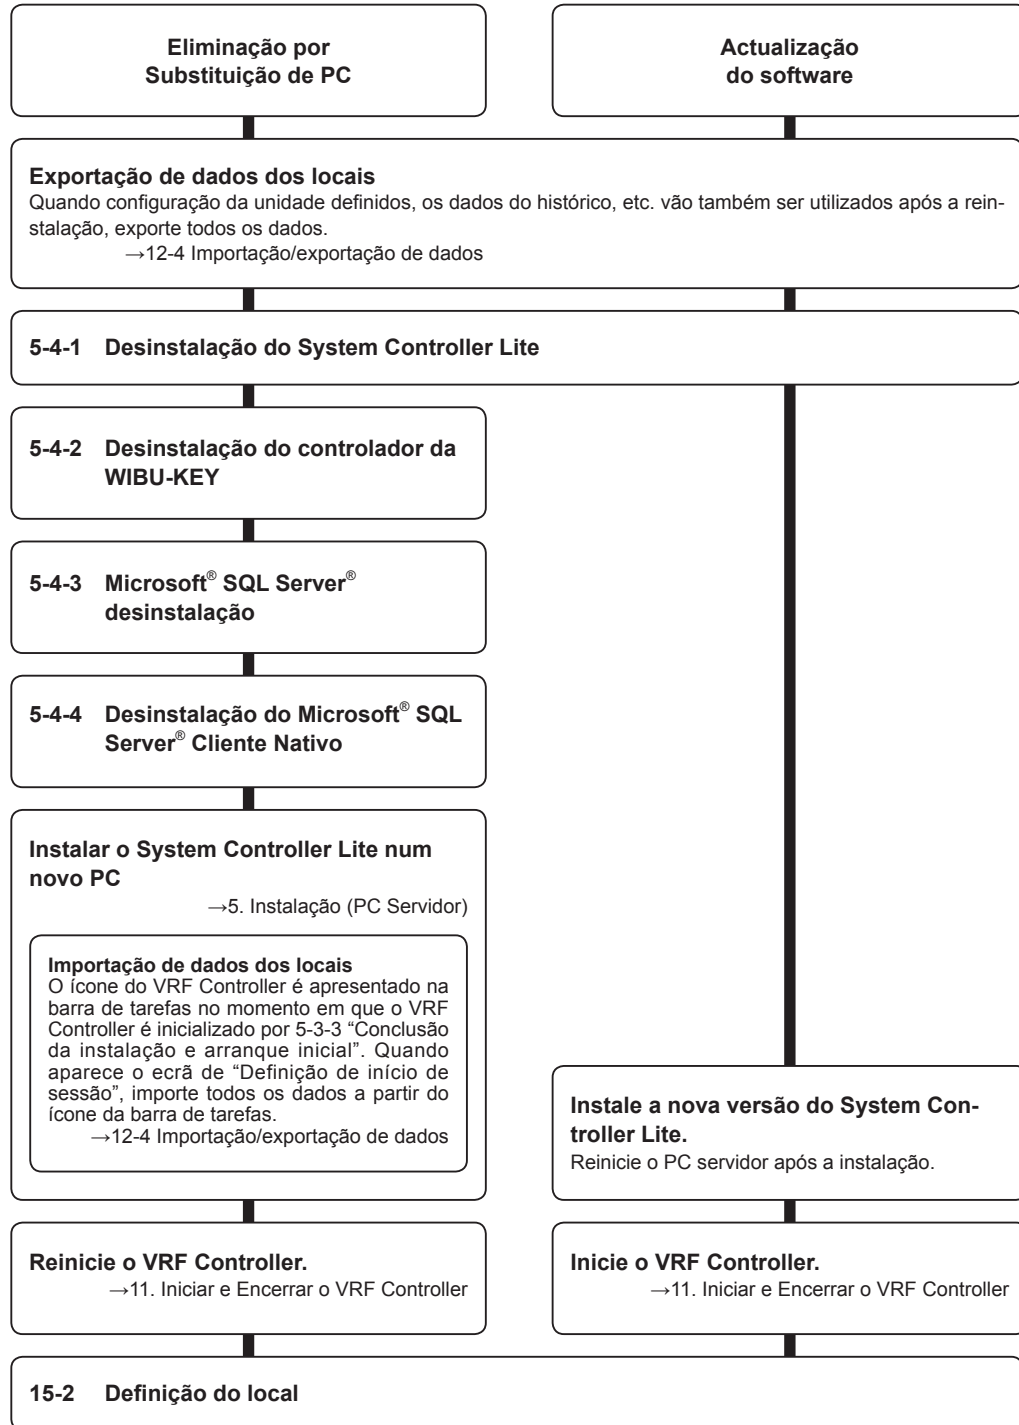 Eliminação por
Substituição de PC
Actualização
do software
Exportação de dados dos locais
Quando configuração da unidade definidos, os dados do histórico, etc. vão também ser utilizados após a rein-
stalação, exporte todos os dados.
→12-4 Importação/exportação de dados
5-4-1 Desinstalação do System Controller Lite
5-4-2 Desinstalação do controlador da
WIBU-KEY
5-4-3 Microsoft® SQL Server®
desinstalação
5-4-4 Desinstalação do Microsoft® SQL
Server® Cliente Nativo
Instalar o System Controller Lite num
novo PC
→5. Instalação (PC Servidor)
Importação de dados dos locais
O ícone do VRF Controller é apresentado na
barra de tarefas no momento em que o VRF
Controller é inicializado por 5-3-3 “Conclusão
da instalação e arranque inicial”. Quando
aparece o ecrã de “Definição de início de
sessão”, importe todos os dados a partir do
ícone da barra de tarefas.
→12-4 Importação/exportação de dados
Instale a nova versão do System Con-
troller Lite.
Reinicie o PC servidor após a instalação.
Reinicie o VRF Controller.
→11. Iniciar e Encerrar o VRF Controller
Inicie o VRF Controller.
→11. Iniciar e Encerrar o VRF Controller
15-2 Definição do local